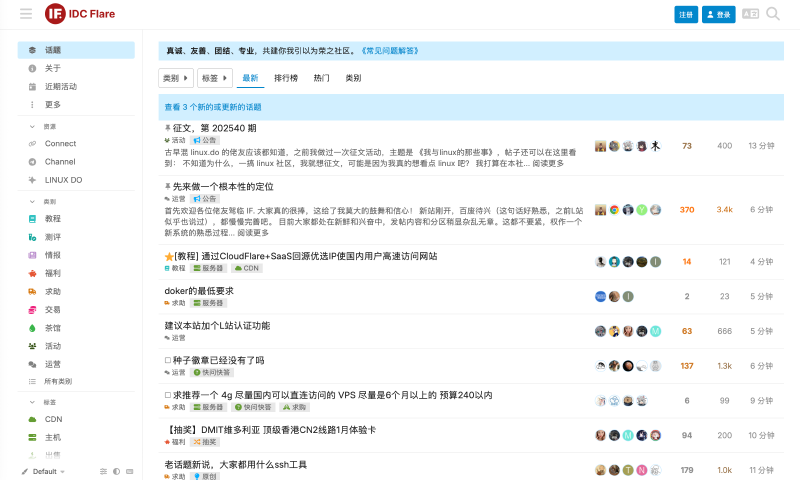 IF. IDC Flare
注册 登录
话题
关于
近期活动
更多
资源
Connect
Channel
LINUX DO
类别
教程
测评
情报
福利
求助
交易
茶馆
活动
运营
所有类别
标签
CDN
主机
出售
Default
真诚、友善、团结、专业，共建你我引以为荣之社区。《常见问题解答》
类别 标签 最新 排行榜 热门 类别
查看 3 个新的或更新的话题
征文，第 202540 期
活动 公告
古早混 linux.do 的佬友应该都知道，之前我做过一次征文活动，主题是 《我与linux的那些事》，帖子还可以在这里看
到： 不知道为什么，一搞 linux 社区，我就想征文，可能是因为我真的想看点 linux 吧？ 我打算在本社... 阅读更多
木 73 400 13 分钟
先来做一个根本性的定位
运营 公告
首先欢迎各位佬友驾临 IF. 大家真的很捧，这给了我莫大的鼓舞和信心！ 新站刚开，百废待兴（这句话好熟悉，之前L站
似乎也说过），都慢慢完善吧。 目前大家都处在新鲜和兴奋中，发帖内容和分区稍显杂乱无章。这都不要紧，权作一个
新系统的熟悉过程... 阅读更多
Y 370 3.4k 6 分钟
[教程] 通过CloudFlare+SaaS回源优选IP使国内用户高速访问网站
教程 服务器 CDN
I 14 121 4 分钟
doker的最低要求
求助 服务器
I 2 23 5 分钟
建议本站加个L站认证功能
运营
M 63 666 5 分钟
种子徽章已经没有了吗
运营 快问快答
137 1.3k 6 分钟
求推荐一个 4g 尽量国内可以直连访问的 VPS 尽量是6个月以上的 预算240以内
求助 服务器 快问快答 求购
6 99 9 分钟
【抽奖】DMIT维多利亚 顶级香港CN2线路1月体验卡
福利 抽奖
M 94 200 10 分钟
老话题新说，大家都用什么ssh工具
求助 原创
T N 179 1.0k 11 分钟